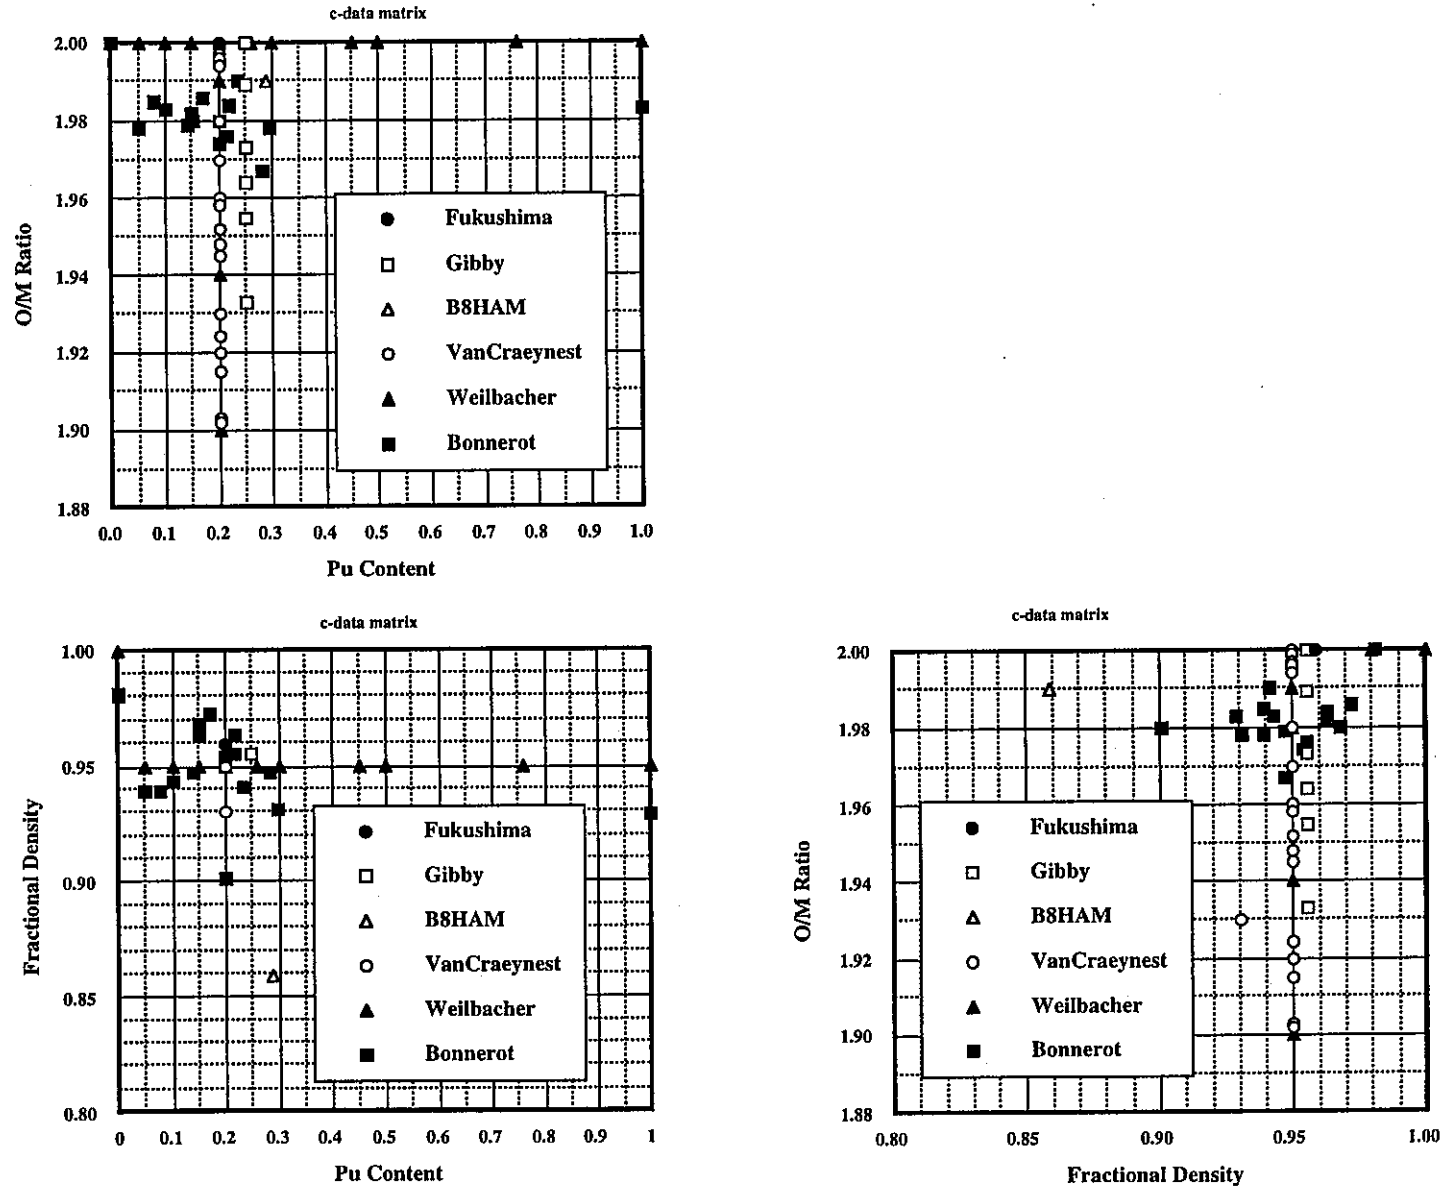 c-data matrix
2.00
1.98
1.96
1.94
1.92
1.90
1.88
O/M Ratio
0.0 0.1 0.2 0.3 0.4 0.5 0.6 0.7 0.8 0.9 1.0
Pu Content
Fukushima
Gibby
B8HAM
VanCraeynest
Weilbacher
Bonnerot
c-data matrix
1.00
0.95
0.90
0.85
0.80
Fractional Density
0 0.1 0.2 0.3 0.4 0.5 0.6 0.7 0.8 0.9 1
Pu Content
Fukushima
Gibby
B8HAM
VanCraeynest
Weilbacher
Bonnerot
c-data matrix
2.00
1.98
1.96
1.94
1.92
1.90
1.88
O/M Ratio
0.80 0.85 0.90 0.95 1.00
Fractional Density
Fukushima
Gibby
B8HAM
VanCraeynest
Weilbacher
Bonnerot